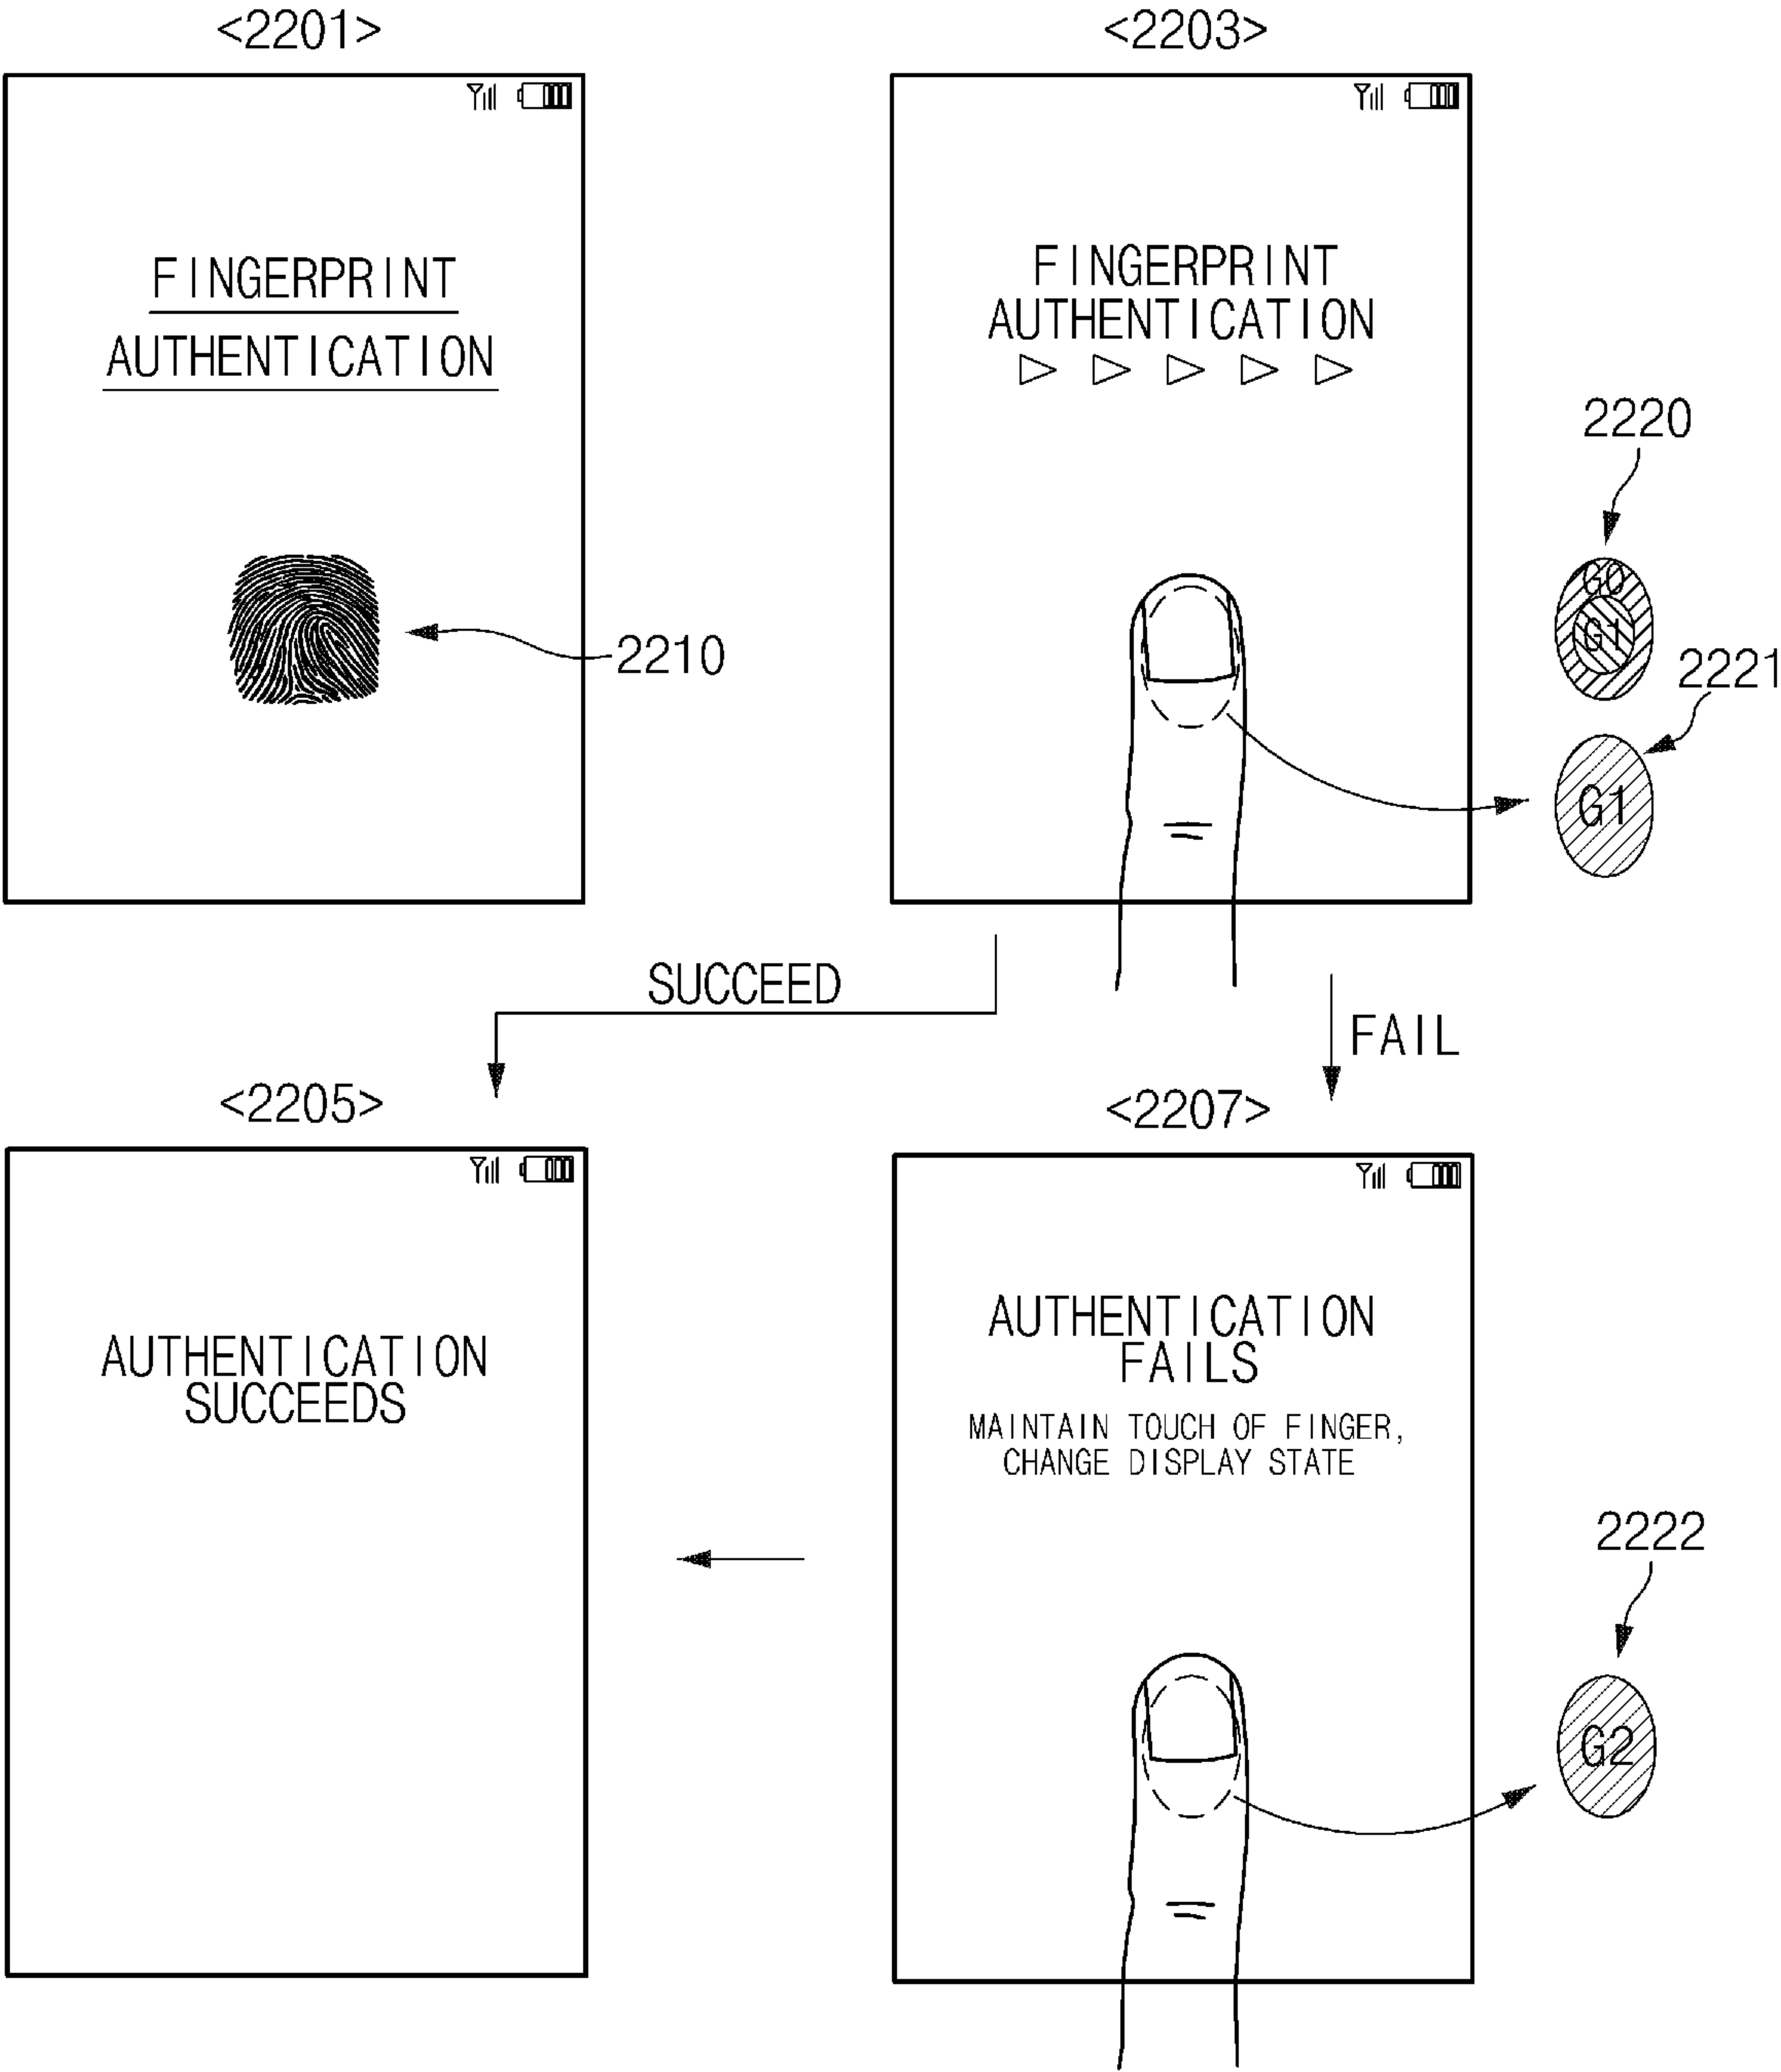 <2201>
FINGERPRINT
AUTHENTICATION
2210
<2203>
FINGERPRINT
AUTHENTICATION
2220
G0
G1
2221
G1
SUCCEED
FAIL
<2205>
AUTHENTICATION
SUCCEEDS
<2207>
AUTHENTICATION
FAILS
MAINTAIN TOUCH OF FINGER,
CHANGE DISPLAY STATE
2222
G2